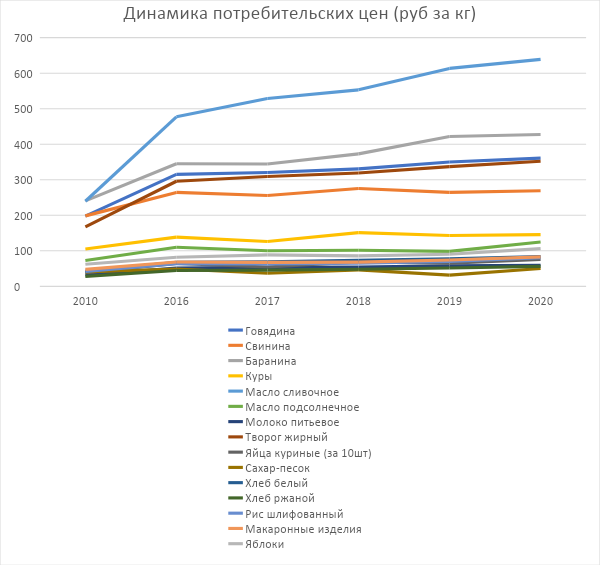 Динамика потребительских цен (руб за кг)
700
600
500
400
300
200
100
0
2010 2016 2017 2018 2019 2020
Говядина
Свинина
Баранина
Куры
Масло сливочное
Масло подсолнечное
Молоко питьевое
Творог жирный
Яйца куриные (за 10шт)
Сахар-песок
Хлеб белый
Хлеб ржаной
Рис шлифованный
Макаронные изделия
Яблоки